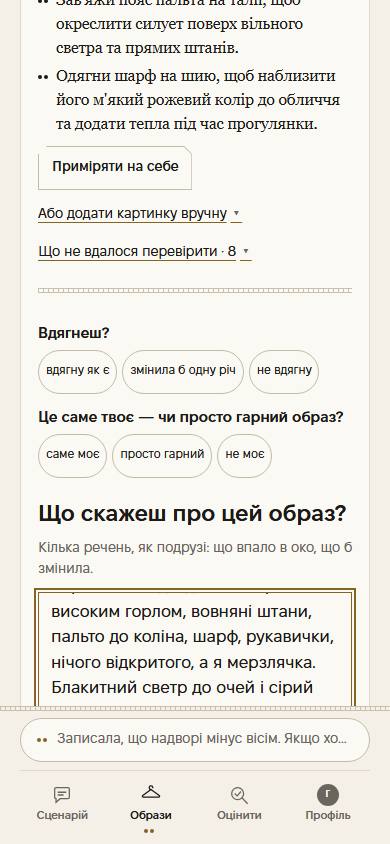 Зав'яжи пояс пальта на талії, щоб
окреслити силует поверх вільного
светра та прямих штанів.
Одягни шарф на шию, щоб наблизити
його м'який рожевий колір до обличчя
та додати тепла під час прогулянки.
Приміряти на себе
Або додати картинку вручну
Що не вдалося перевірити · 8
Вдягнеш?
вдягну як є
змінила б одну річ
не вдягну
Це саме твоє — чи просто гарний образ?
саме моє
просто гарний
не моє
Що скажеш про цей образ?
Кілька речень, як подрузі: що впало в око, що б
змінила.
високим горлом, вовняні штани,
пальто до коліна, шарф, рукавички,
нічого відкритого, а я мерзлячка.
Блакитний светр до очей і сірий
Записала, що надворі мінус вісім. Якщо хо...
Сценарій
Образи
Оцінити
Г
Профіль